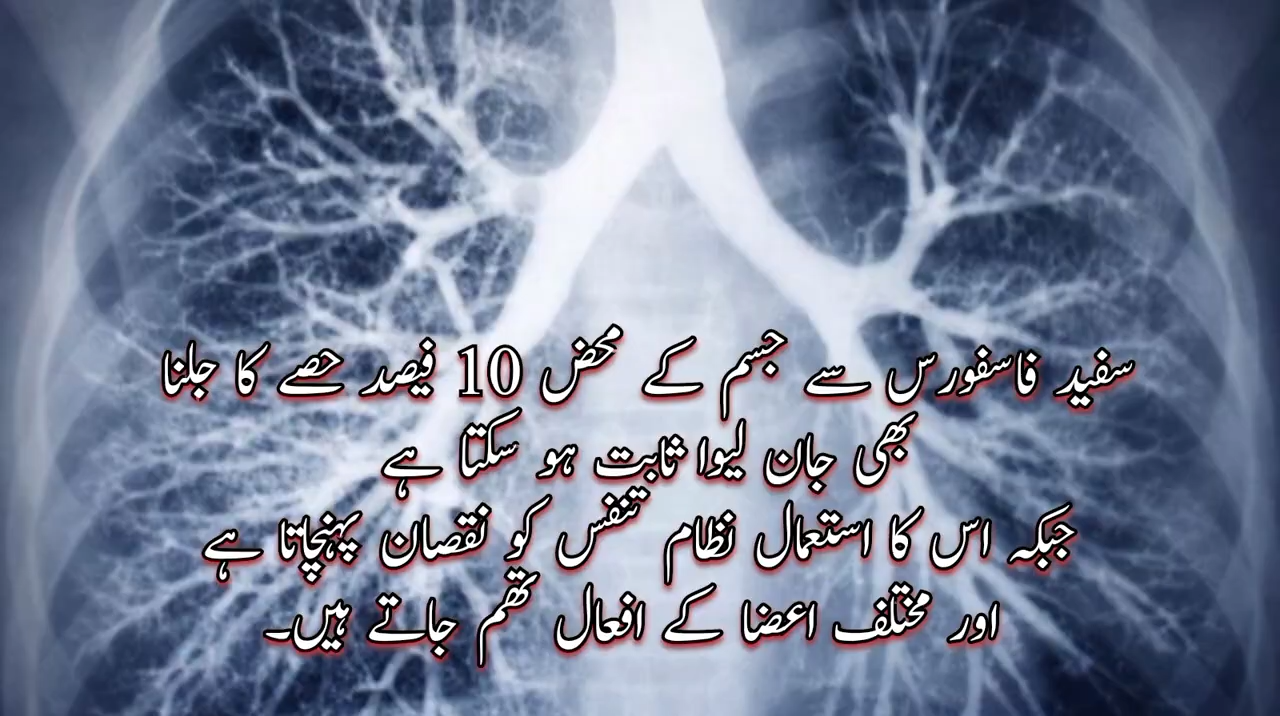 سفید فاسفورس سے جسم کے محض 10 فیصد حصے کا جلنا
بھی جان لیوا ثابت ہو سکتا ہے
جبکہ اس کا استعمال نظام تنفس کو نقصان پہنچاتا ہے
اور مختلف اعضا کے افعال تھم جاتے ہیں۔